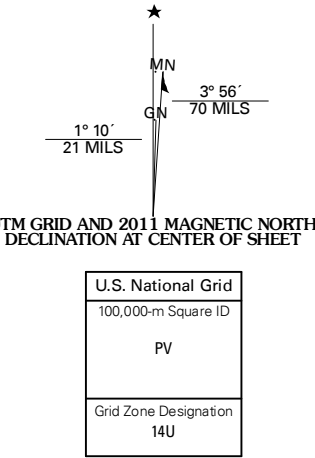 ★
MN
3° 56´
GN
70 MILS
1° 10´
21 MILS
UTM GRID AND 2011 MAGNETIC NORTH
DECLINATION AT CENTER OF SHEET
U.S. National Grid
100,000-m Square ID
PV
Grid Zone Designation
14U